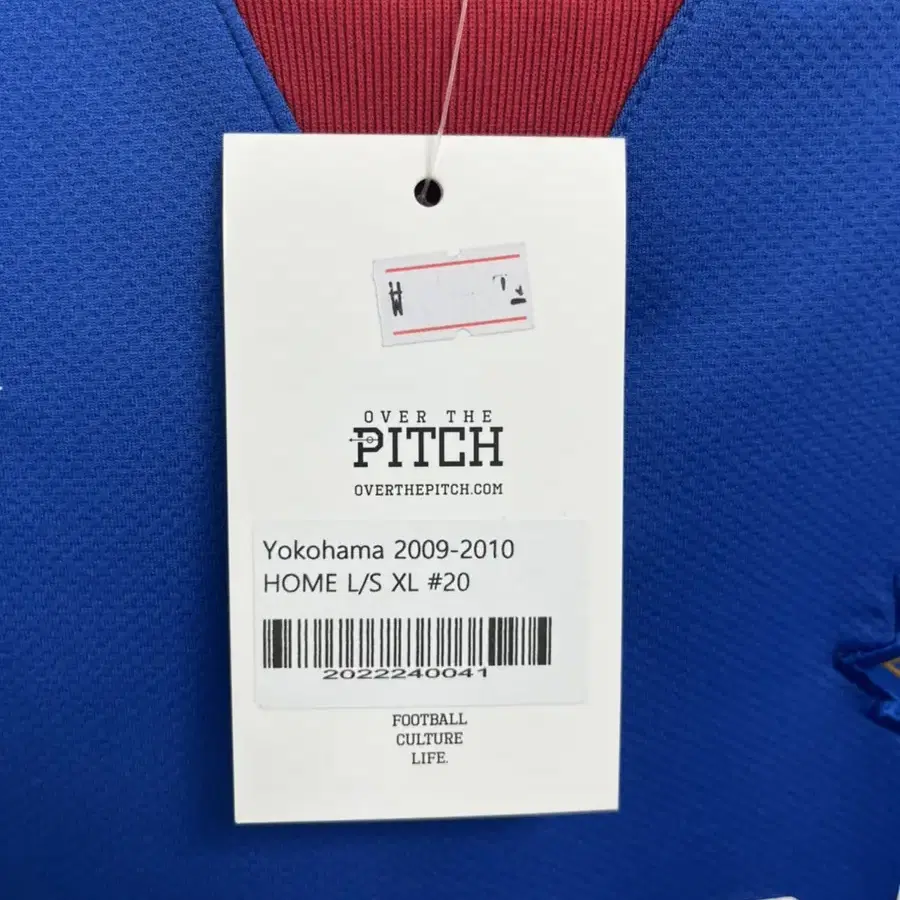 OVER THE
PITCH
OVERTHEPITCH.COM
Yokohama 2009-2010
HOME L/S XL #20
2022240041
FOOTBALL
CULTURE
LIFE.